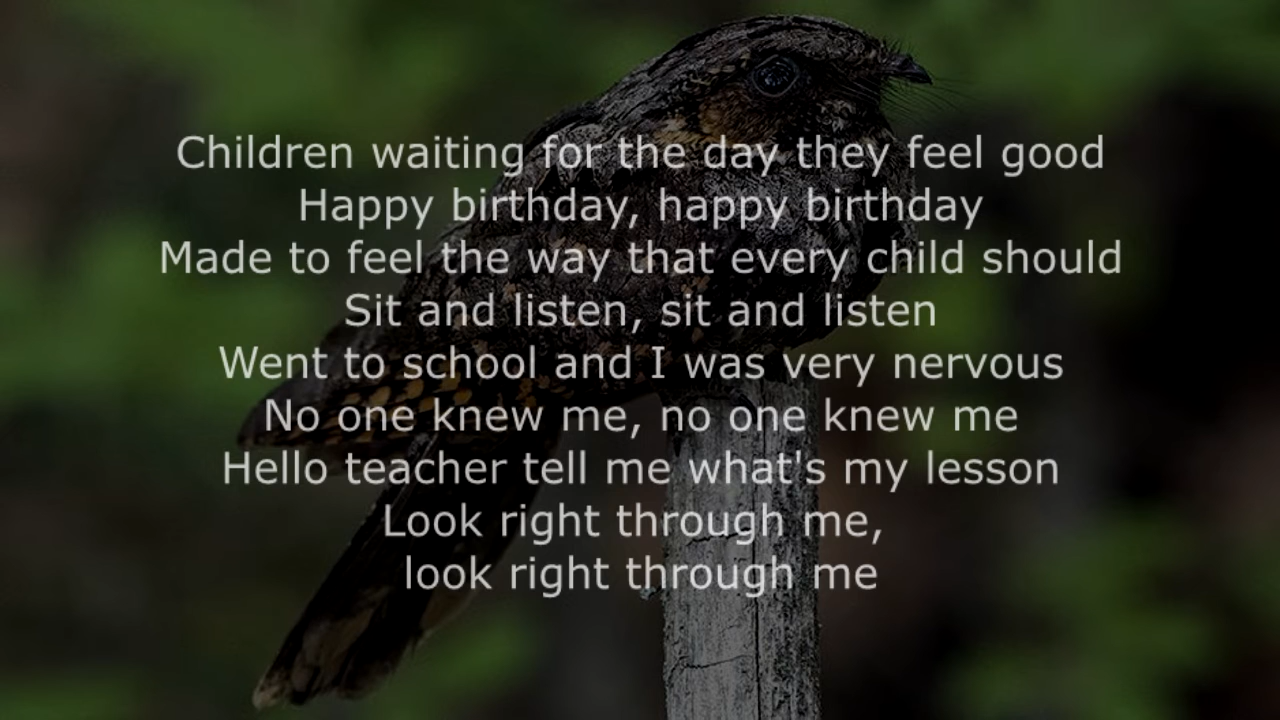 Children waiting for the day they feel good
Happy birthday, happy birthday
Made to feel the way that every child should
Sit and listen, sit and listen
Went to school and I was very nervous
No one knew me, no one knew me
Hello teacher tell me what's my lesson
Look right through me,
look right through me